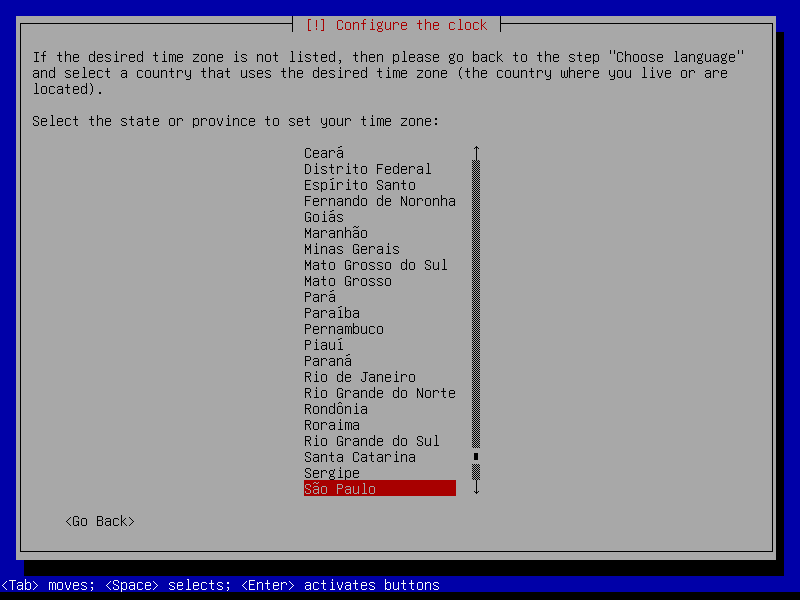 [!] Configure the clock
If the desired time zone is not listed, then please go back to the step "Choose language"
and select a country that uses the desired time zone (the country where you live or are
located).
Select the state or province to set your time zone:
Ceará
Distrito Federal
Espírito Santo
Fernando de Noronha
Goiás
Maranhão
Minas Gerais
Mato Grosso do Sul
Mato Grosso
Pará
Paraíba
Pernambuco
Piauí
Paraná
Rio de Janeiro
Rio Grande do Norte
Rondônia
Roraima
Rio Grande do Sul
Santa Catarina
Sergipe
São Paulo
<Go Back>
<Tab> moves; <Space> selects; <Enter> activates buttons